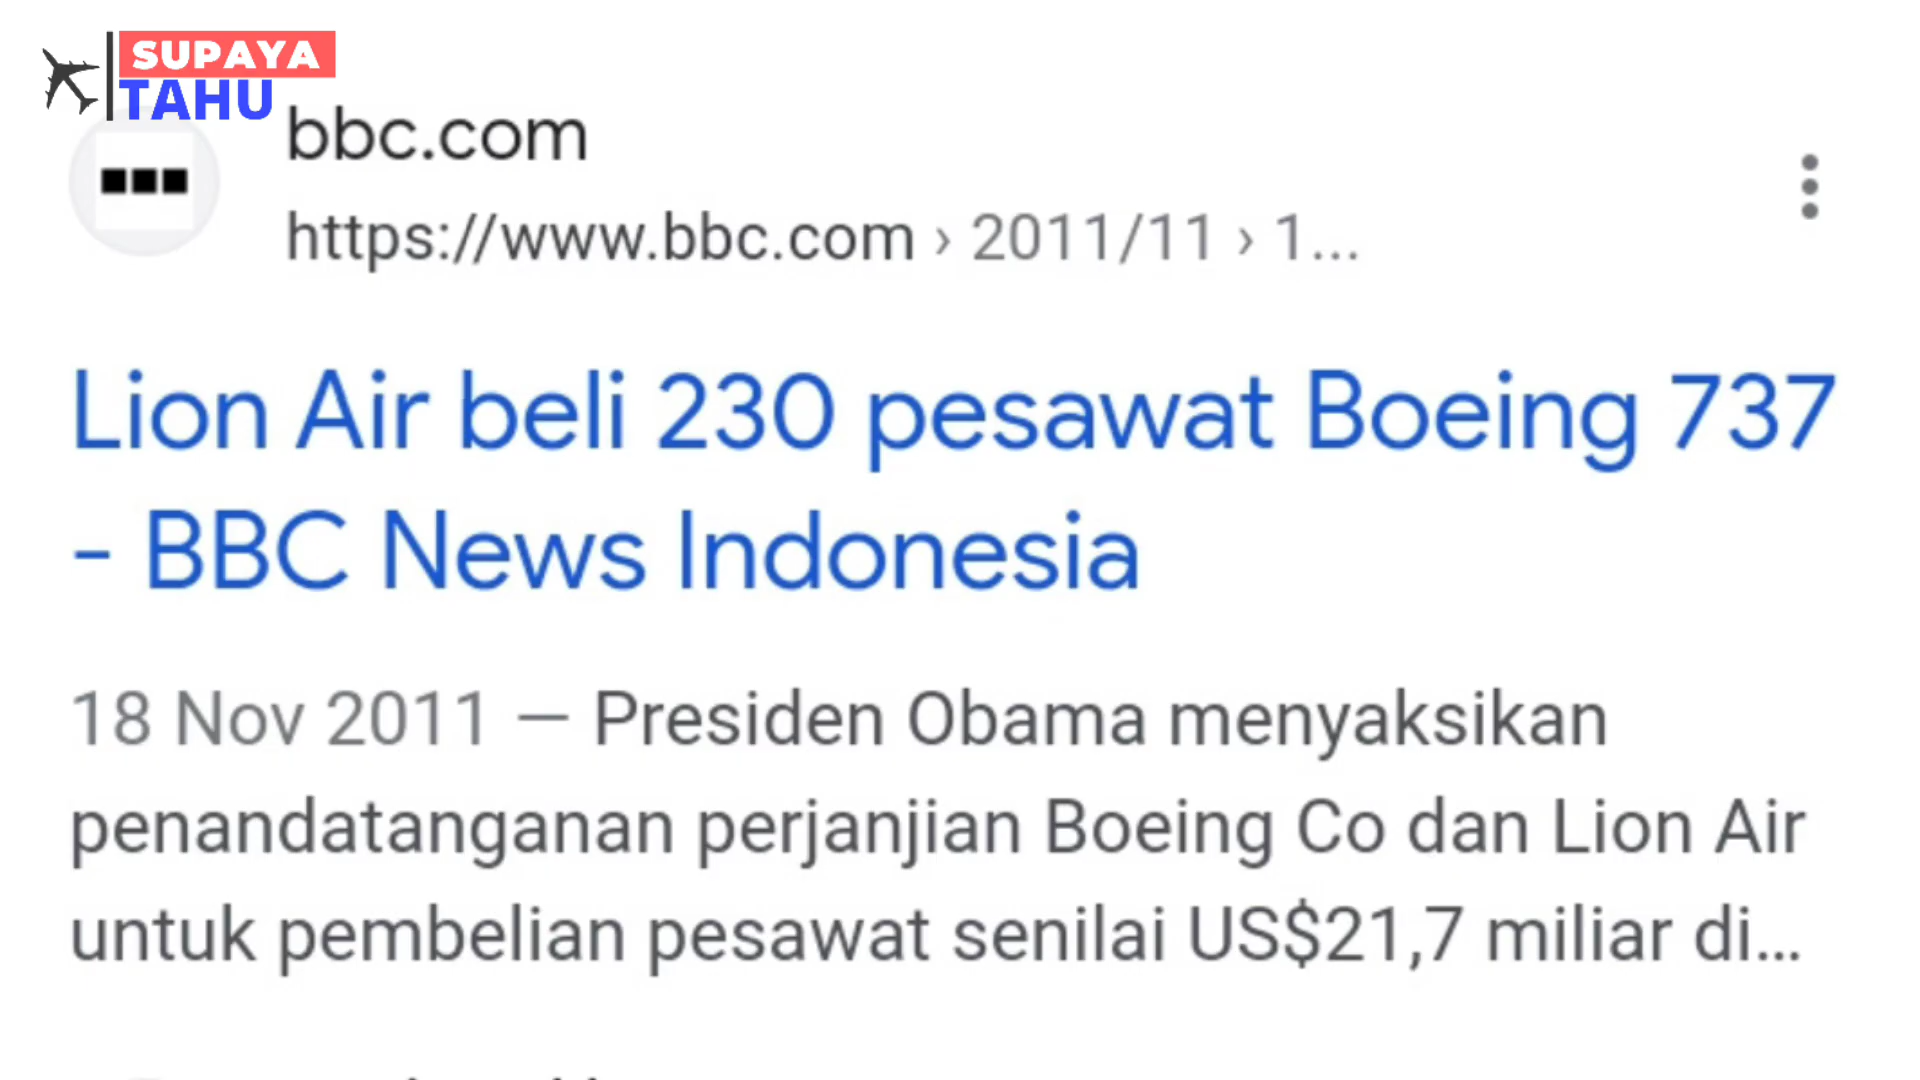 SUPAYA
TAHU
bbc.com
https://www.bbc.com › 2011/11 › 1...
Lion Air beli 230 pesawat Boeing 737
- BBC News Indonesia
18 Nov 2011 — Presiden Obama menyaksikan
penandatanganan perjanjian Boeing Co dan Lion Air
untuk pembelian pesawat senilai US$21,7 miliar di...